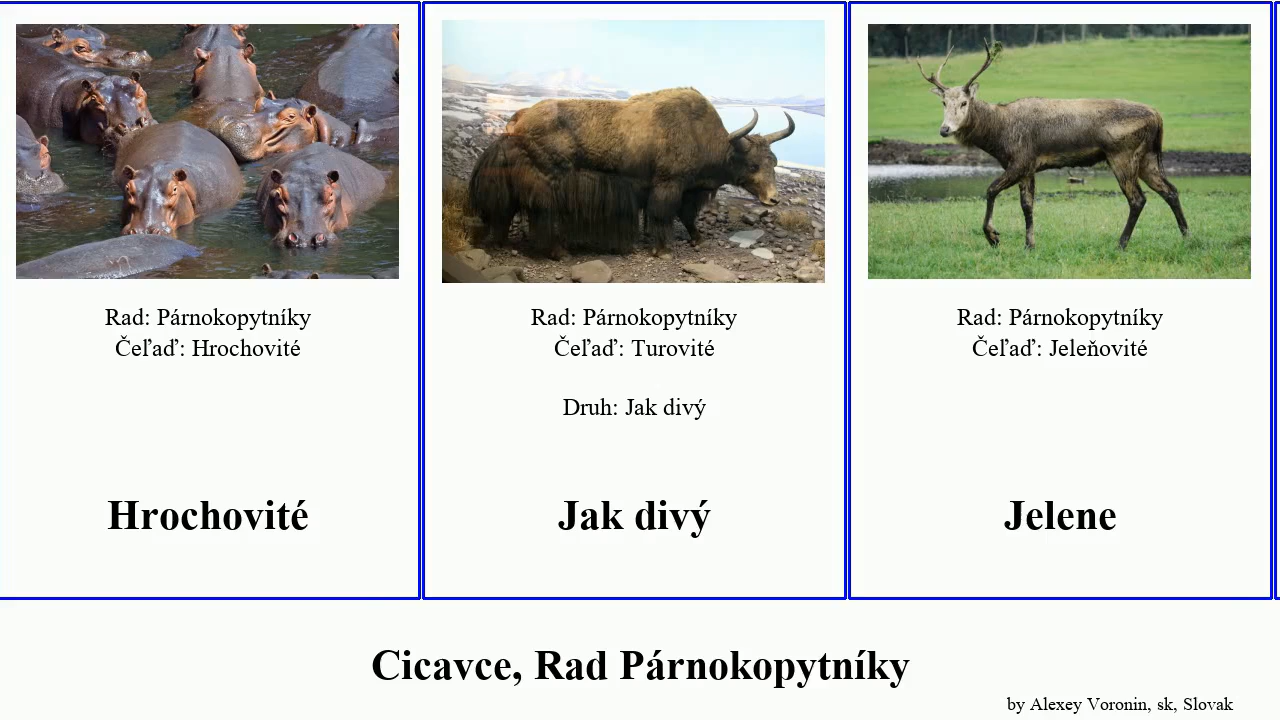 Rad: Párnokopytníky
Čeľaď: Hrochovité
Hrochovité
Rad: Párnokopytníky
Čeľaď: Turovité
Druh: Jak divý
Jak divý
Rad: Párnokopytníky
Čeľaď: Jeleňovité
Jelene
Cicavce, Rad Párnokopytníky
by Alexey Voronin, sk, Slovak